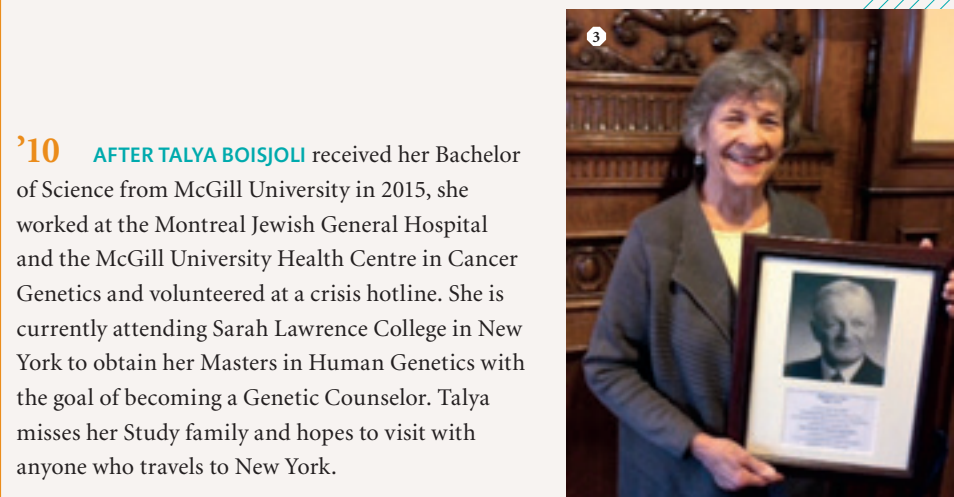 ’10 AFTER TALYA BOISJOLI received her Bachelor
of Science from McGill University in 2015, she
worked at the Montreal Jewish General Hospital
and the McGill University Health Centre in Cancer
Genetics and volunteered at a crisis hotline. She is
currently attending Sarah Lawrence College in New
York to obtain her Masters in Human Genetics with
the goal of becoming a Genetic Counselor. Talya
misses her Study family and hopes to visit with
anyone who travels to New York.
3